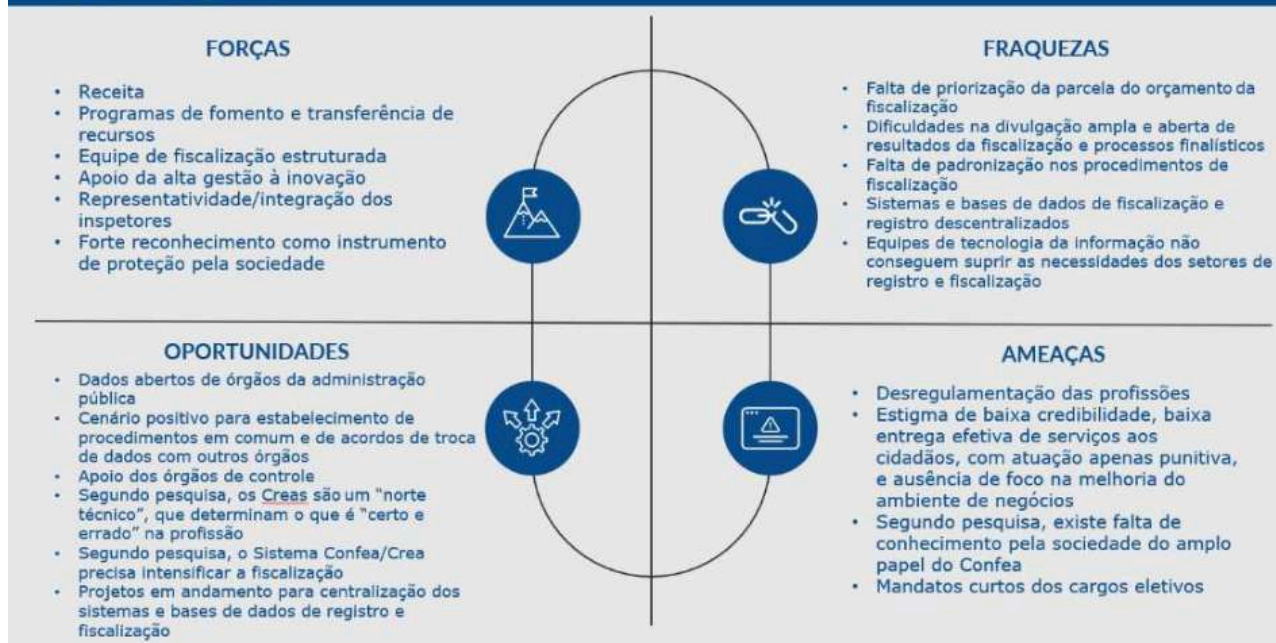 FORÇAS
• Receita
• Programas de fomento e transferência de
recursos
• Equipe de fiscalização estruturada
• Apoio da alta gestão à inovação
• Representatividade/integração dos
inspetores
• Forte reconhecimento como instrumento
de proteção pela sociedade
FRAQUEZAS
• Falta de priorização da parcela do orçamento da
fiscalização
• Dificuldades na divulgação ampla e aberta de
resultados da fiscalização e processos finalísticos
• Falta de padronização nos procedimentos de
fiscalização
• Sistemas e bases de dados de fiscalização e
registro descentralizados
• Equipes de tecnologia da informação não
conseguem suprir as necessidades dos setores de
registro e fiscalização
OPORTUNIDADES
• Dados abertos de órgãos da administração
pública
• Cenário positivo para estabelecimento de
procedimentos em comum e de acordos de troca
de dados com outros órgãos
• Apoio dos órgãos de controle
• Segundo pesquisa, os Creas são um "norte
técnico", que determinam o que é "certo e
errado" na profissão
• Segundo pesquisa, o Sistema Confea/Crea
precisa intensificar a fiscalização
• Projetos em andamento para centralização dos
sistemas e bases de dados de registro e
fiscalização
AMEAÇAS
• Desregulamentação das profissões
• Estigma de baixa credibilidade, baixa
entrega efetiva de serviços aos
cidadãos, com atuação apenas punitiva,
e ausência de foco na melhoria do
ambiente de negócios
• Segundo pesquisa, existe falta de
conhecimento pela sociedade do amplo
papel do Confea
• Mandatos curtos dos cargos eletivos